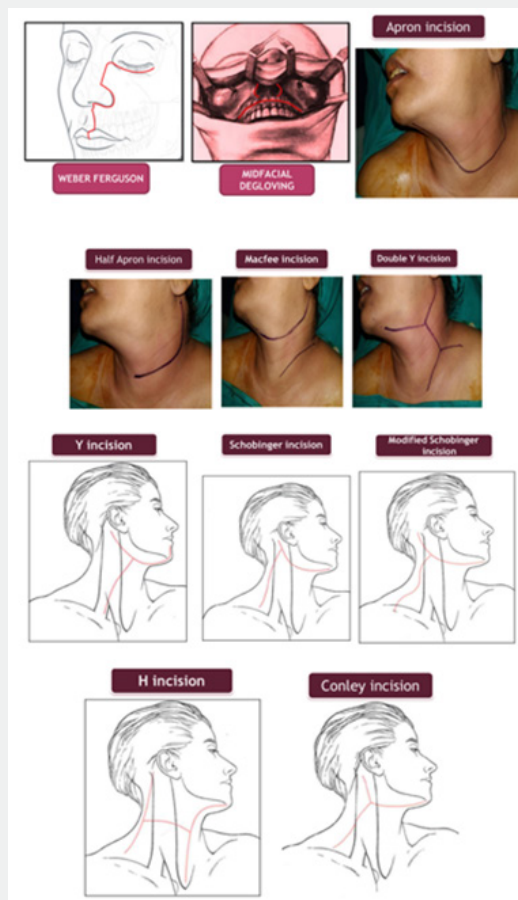 Apron incision
WEBER FERGUSON
MIDFACIAL
DEGLOVING
Half Apron incision
Macfee incision
Double Y incision
Y incision
Schobinger incision
Modified Schobinger
incision
H incision
Conley incision